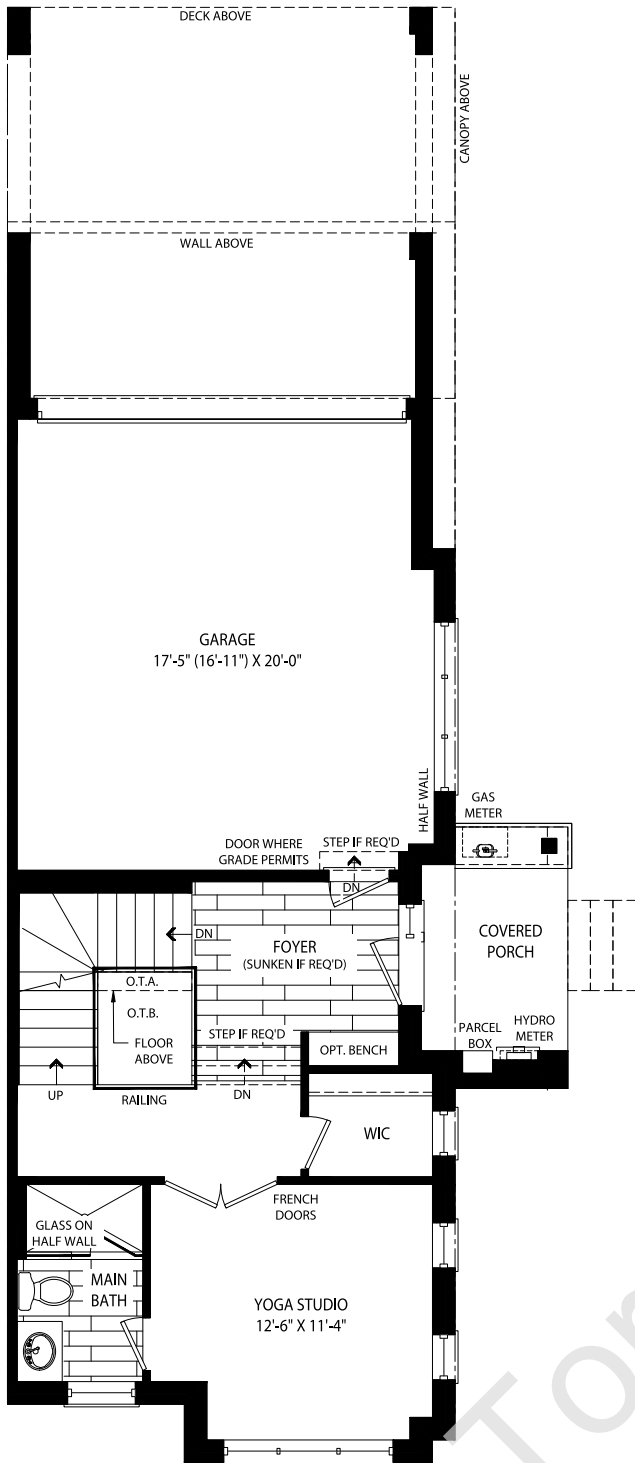 DECK ABOVE
CANOPY ABOVE
WALL ABOVE
GARAGE
17'-5" (16'-11") X 20'-0"
HALF WALL
GAS
METER
DOOR WHERE
GRADE PERMITS
STEP IF REQ'D
DN
DN
FOYER
(SUNKEN IF REQ'D)
COVERED
PORCH
O.T.A.
O.T.B.
FLOOR
ABOVE
STEP IF REQ'D
OPT. BENCH
PARCEL
BOX
HYDRO
METER
UP
RAILING
DN
WIC
FRENCH
DOORS
GLASS ON
HALF WALL
MAIN
BATH
YOGA STUDIO
12'-6" X 11'-4"